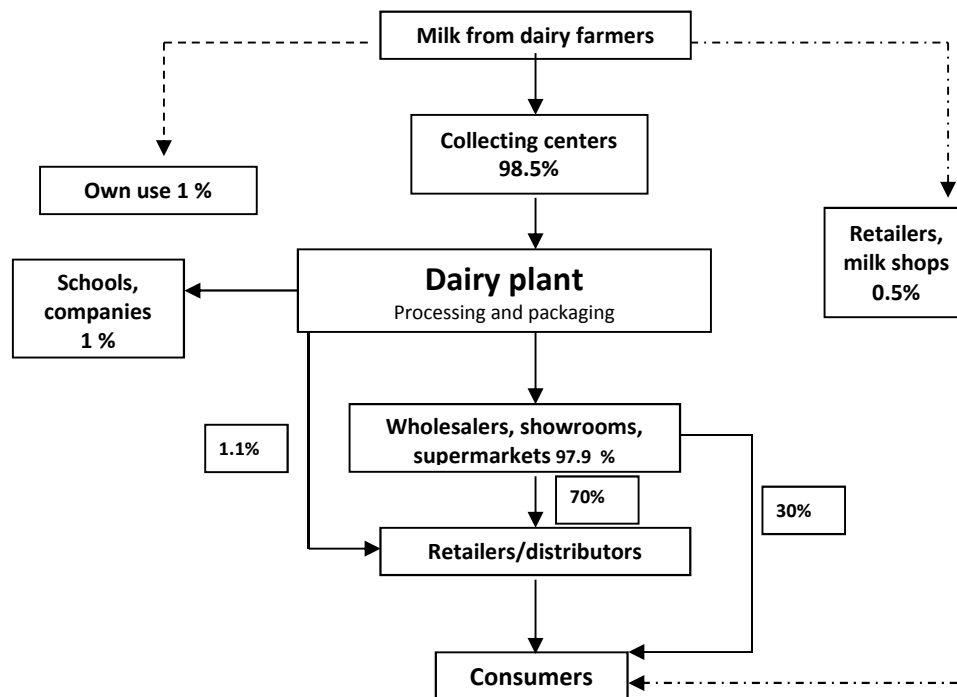 Milk from dairy farmers
Collecting centers
98.5%
Own use 1 %
Retailers,
milk shops
0.5%
Dairy plant
Processing and packaging
Schools,
companies
1 %
Wholesalers, showrooms,
supermarkets 97.9 %
1.1%
70%
30%
Retailers/distributors
Consumers